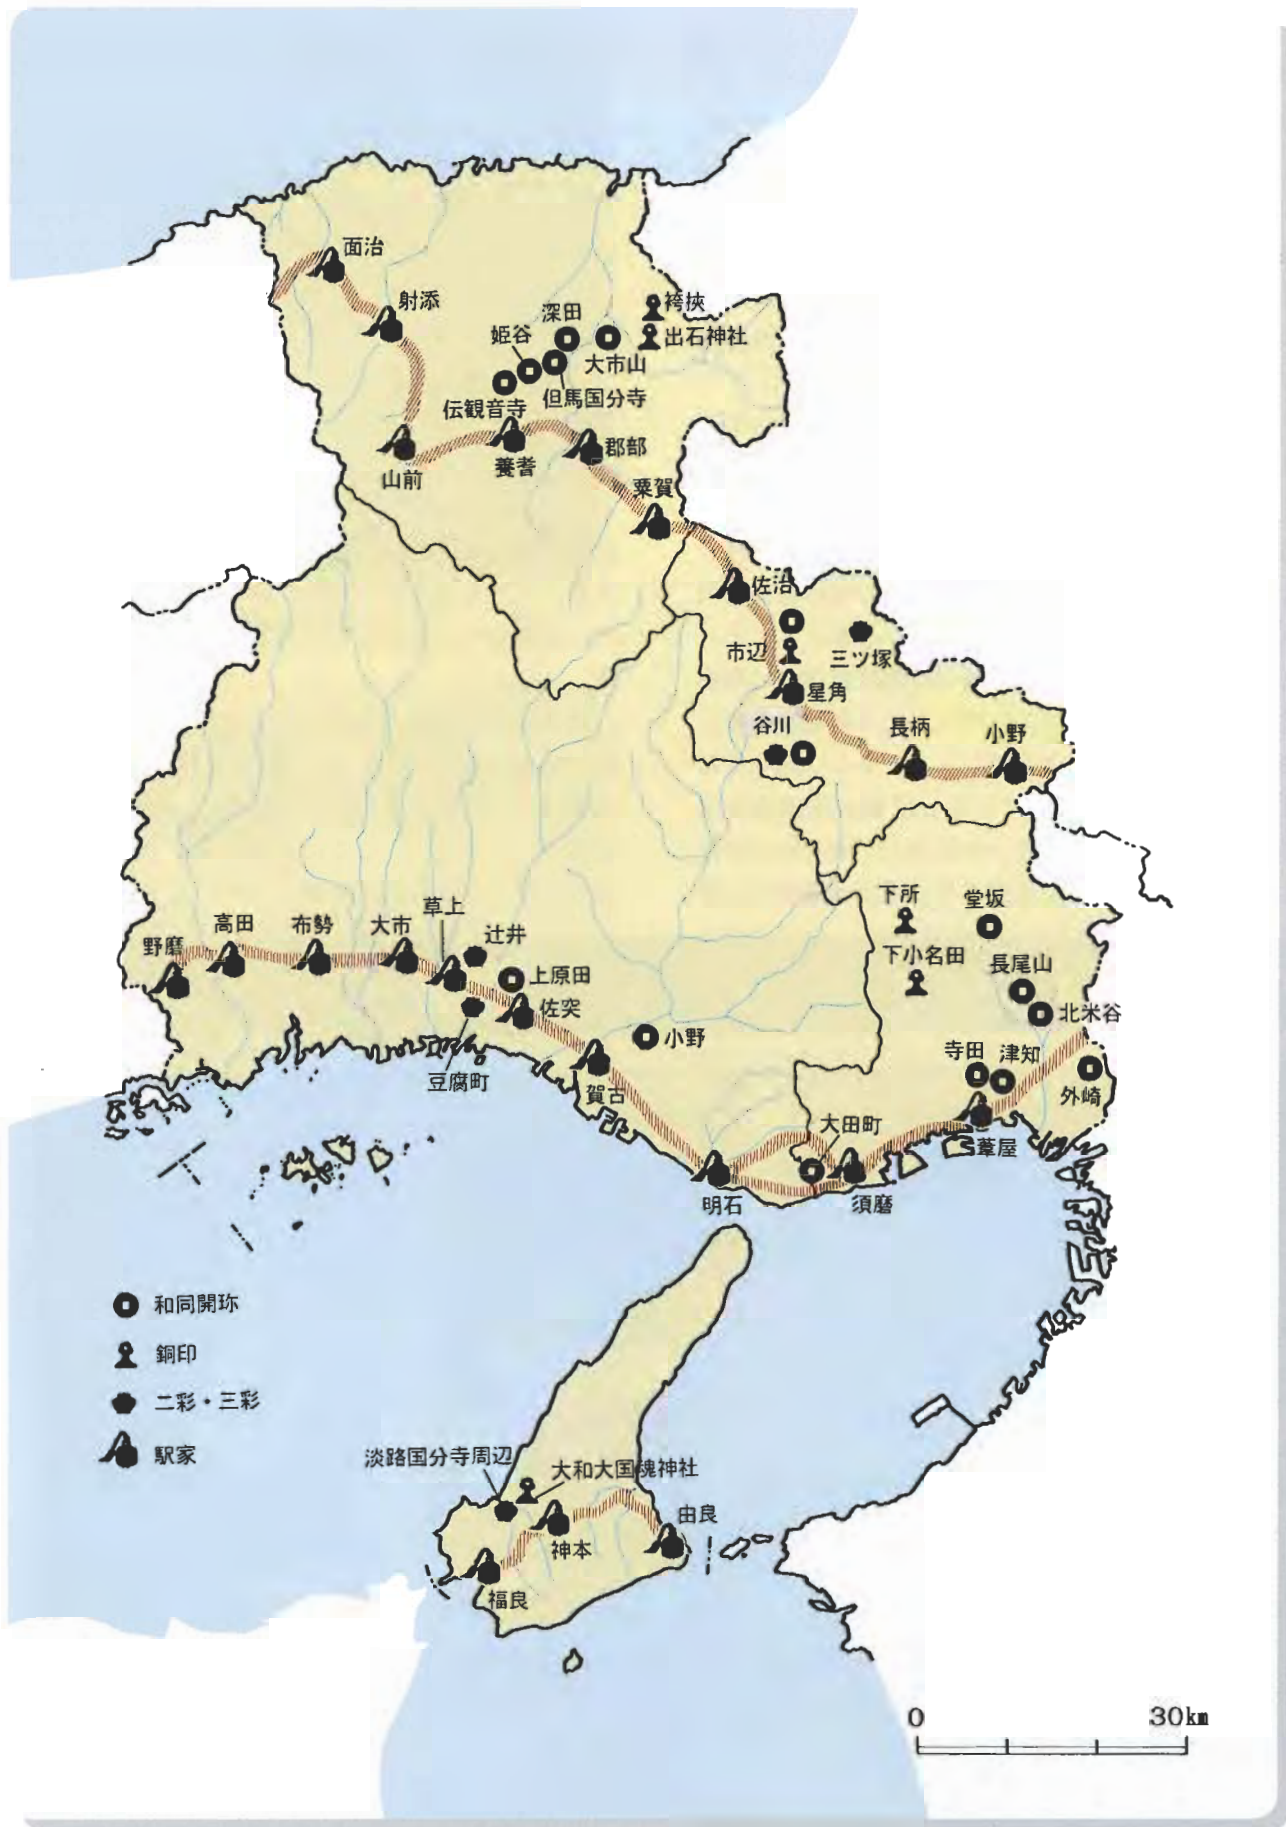 面治
射添
袴狭
深田
出石神社
姫谷
大市山
但馬国分寺
伝観音寺
養耆
郡部
山前
粟賀
佐治
市辺
三ツ塚
星角
谷川
長柄
小野
下所
堂坂
草上
高田
布勢
大市
辻井
野磨
下小名田
長尾山
上原田
佐突
北米谷
小野
寺田
津知
豆腐町
賀古
外崎
大田町
葦屋
明石
須磨
和同開珎
銅印
二彩・三彩
駅家
淡路国分寺周辺
大和大国魂神社
由良
神本
福良
0
30km